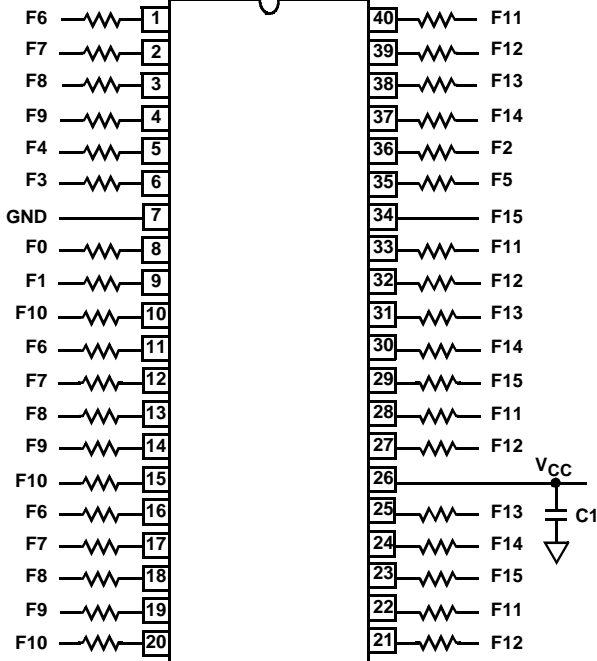 F6 1 40 F11
F7 2 39 F12
F8 3 38 F13
F9 4 37 F14
F4 5 36 F2
F3 6 35 F5
GND 7 34 F15
F0 8 33 F11
F1 9 32 F12
F10 10 31 F13
F6 11 30 F14
F7 12 29 F15
F8 13 28 F11
F9 14 27 F12
VCC
F10 15 26
F6 16 25 F13 C1
F7 17 24 F14
F8 18 23 F15
F9 19 22 F11
F10 20 21 F12